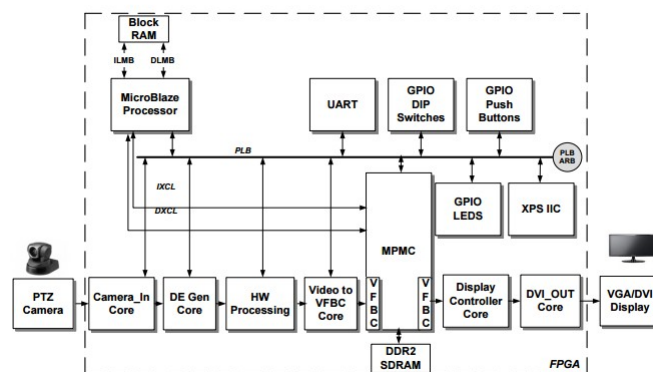 Block
RAM
ILMB
DLMB
MicroBlaze
Processor
UART
GPIO
DIP
Switches
GPIO
Push
Buttons
PLB
PLB
ARB
IXCL
DXCL
MPMC
GPIO
LEDS
XPS IIC
PTZ
Camera
Camera_In
Core
DE Gen
Core
HW
Processing
Video to
VFBC
Core
V
F
B
C
V
F
B
C
Display
Controller
Core
DVI_OUT
Core
VGA/DVI
Display
DDR2
SDRAM
FPGA